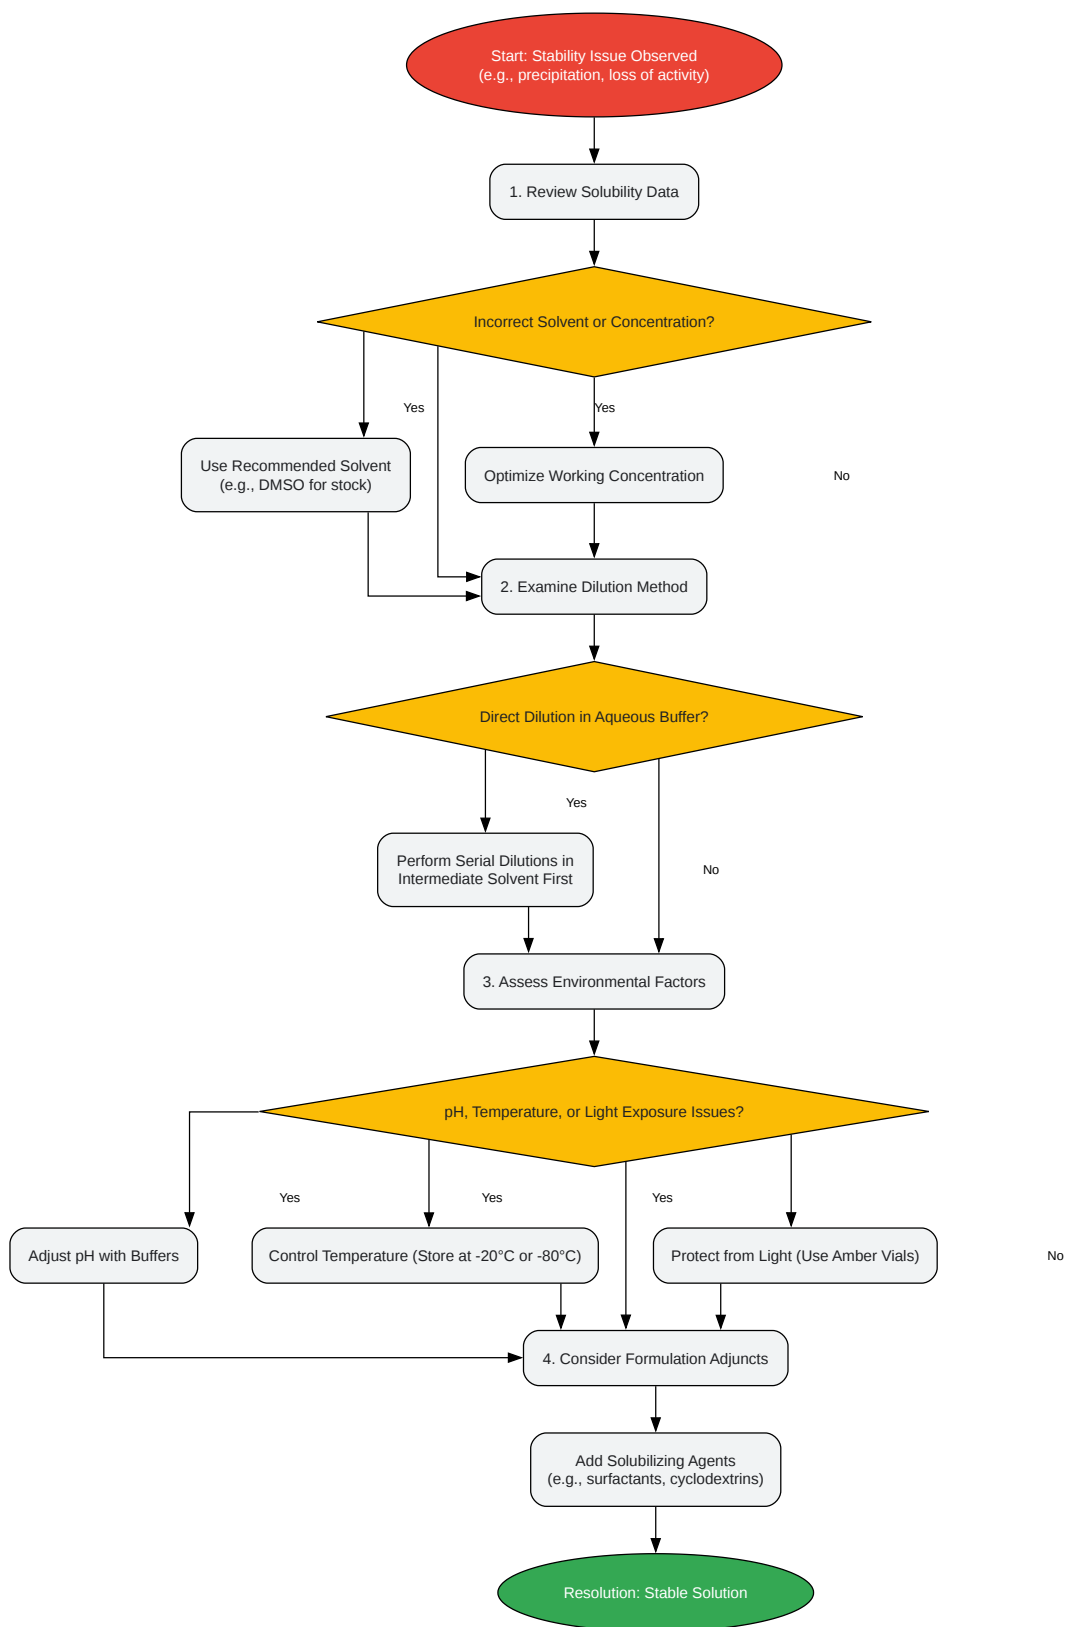 Start: Stability Issue Observed
(e.g., precipitation, loss of activity)
1. Review Solubility Data
Incorrect Solvent or Concentration?
Yes
Yes
Use Recommended Solvent
(e.g., DMSO for stock)
Optimize Working Concentration
No
2. Examine Dilution Method
Direct Dilution in Aqueous Buffer?
Yes
Perform Serial Dilutions in
Intermediate Solvent First
No
3. Assess Environmental Factors
pH, Temperature, or Light Exposure Issues?
Yes
Yes
Yes
Adjust pH with Buffers
Control Temperature (Store at -20°C or -80°C)
Protect from Light (Use Amber Vials)
No
4. Consider Formulation Adjuncts
Add Solubilizing Agents
(e.g., surfactants, cyclodextrins)
Resolution: Stable Solution